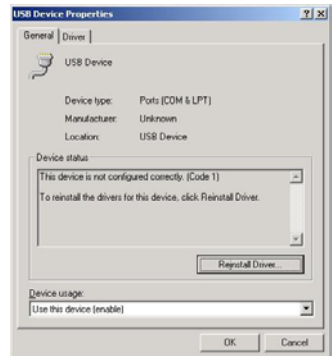 USB Device Properties
General
Driver
USB Device
Device type: Ports (COM & LPT)
Manufacturer: Unknown
Location: USB Device
Device status
This device is not configured correctly. (Code 1)
To reinstall the drivers for this device, click Reinstall Driver.
Reinstall Driver...
Device usage:
Use this device (enable)
OK Cancel